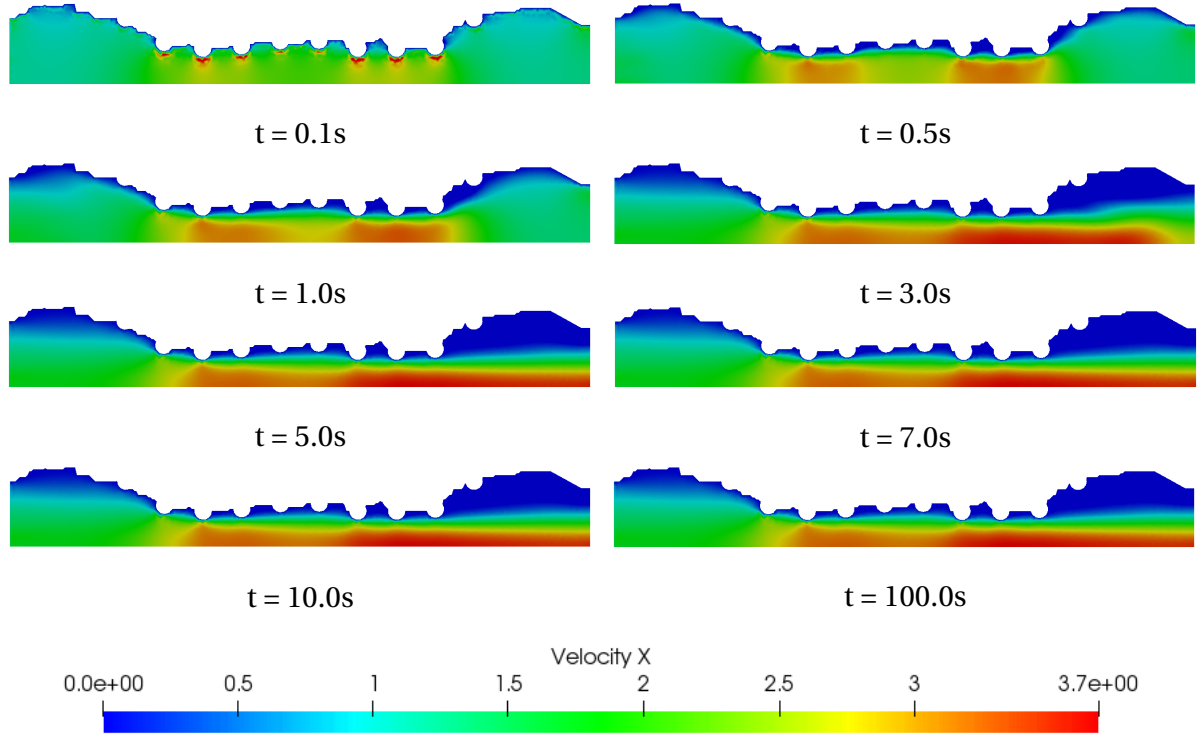 t = 0.1s
t = 0.5s
t = 1.0s
t = 3.0s
t = 5.0s
t = 7.0s
t = 10.0s
t = 100.0s
Velocity X
0.0e+00 0.5 1 1.5 2 2.5 3 3.7e+00